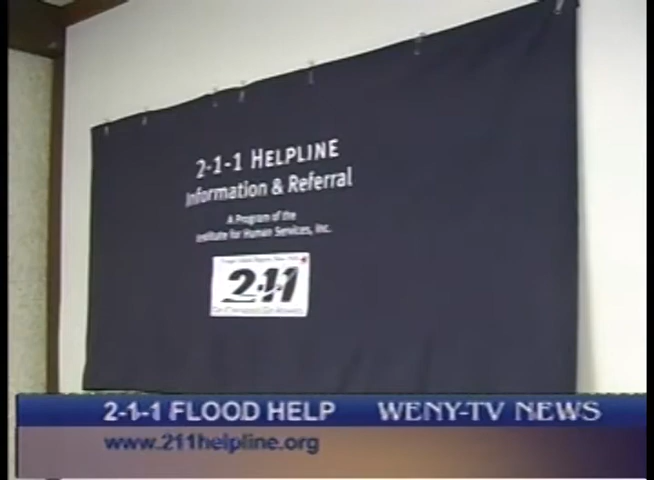 2-1-1 HELPLINE
Information & Referral
A Program of the
Institute for Human Services, Inc.
2-1-1
2-1-1 FLOOD HELP
WENY-TV NEWS
www.211helpline.org